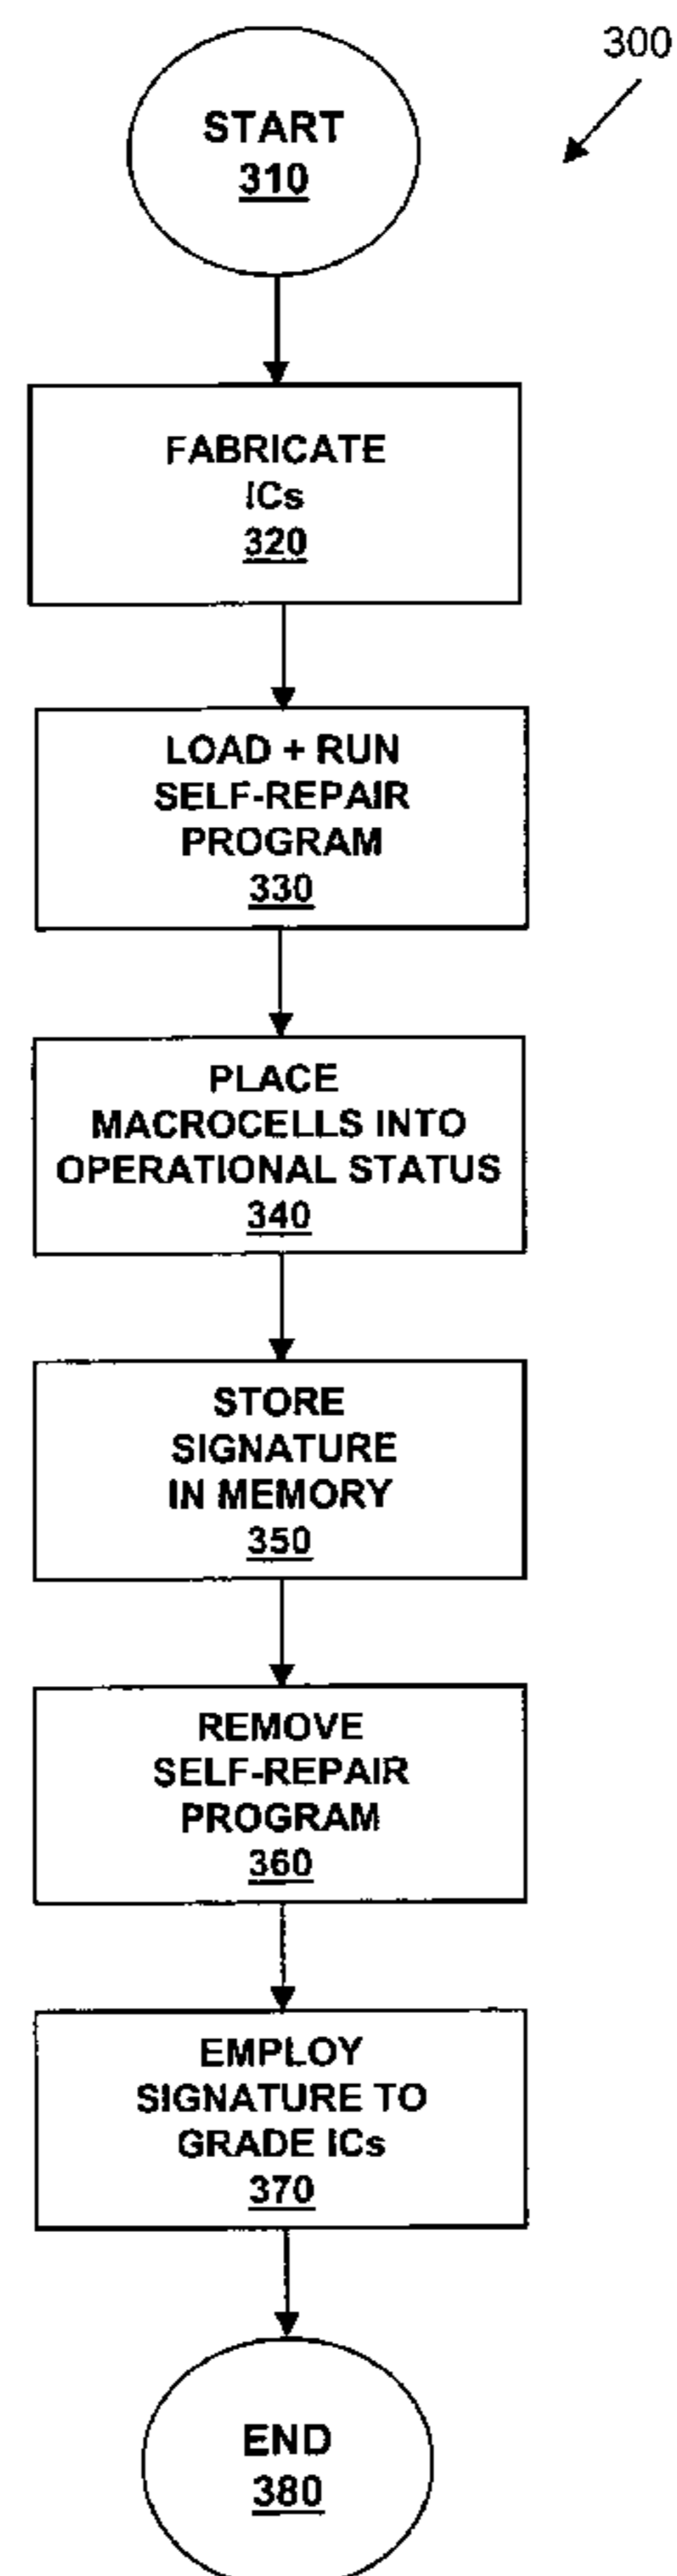 300
START
310
FABRICATE
ICs
320
LOAD + RUN
SELF-REPAIR
PROGRAM
330
PLACE
MACROCELLS INTO
OPERATIONAL STATUS
340
STORE
SIGNATURE
IN MEMORY
350
REMOVE
SELF-REPAIR
PROGRAM
360
EMPLOY
SIGNATURE TO
GRADE ICs
370
END
380